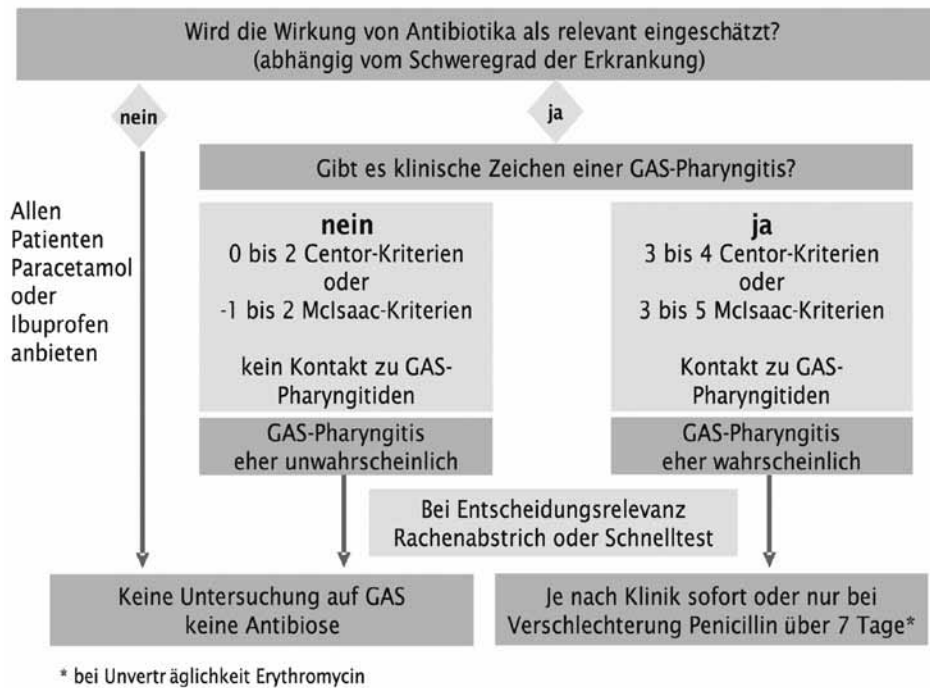 Wird die Wirkung von Antibiotika als relevant eingeschätzt?
(abhängig vom Schweregrad der Erkrankung)
nein
ja
Gibt es klinische Zeichen einer GAS-Pharyngitis?
Allen
Patienten
Paracetamol
oder
Ibuprofen
anbieten
nein
0 bis 2 Centor-Kriterien
oder
-1 bis 2 McIsaac-Kriterien
kein Kontakt zu GAS-
Pharyngitiden
ja
3 bis 4 Centor-Kriterien
oder
3 bis 5 McIsaac-Kriterien
Kontakt zu GAS-
Pharyngitiden
GAS-Pharyngitis
eher unwahrscheinlich
GAS-Pharyngitis
eher wahrscheinlich
Bei Entscheidungsrelevanz
Rachenabstrich oder Schnelltest
Keine Untersuchung auf GAS
keine Antibiose
Je nach Klinik sofort oder nur bei
Verschlechterung Penicillin über 7 Tage*
* bei Unvertr äglichkeit Erythromycin